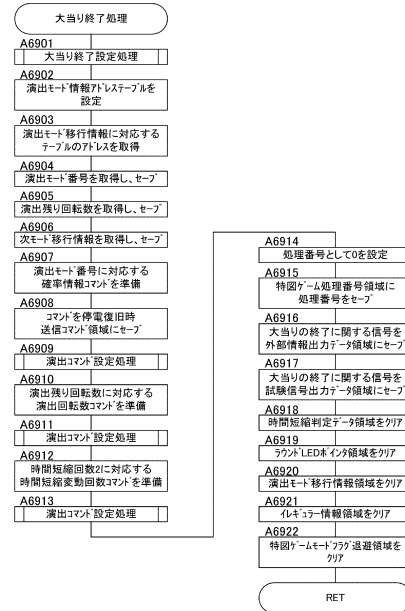 大当り終了処理
A6901
大当り終了設定処理
A6902
演出モード情報アドレステーブルを
設定
A6903
演出モード移行情報に対応する
テーブルのアドレスを取得
A6904
演出モード番号を取得し、セーブ
A6905
演出残り回転数を取得し、セーブ
A6906
次モード移行情報を取得し、セーブ
A6907
演出モード番号に対応する
確率情報コマンドを準備
A6908
コマンドを停電復旧時
送信コマンド領域にセーブ
A6909
演出コマンド設定処理
A6910
演出残り回転数に対応する
演出回転数コマンドを準備
A6911
演出コマンド設定処理
A6912
時間短縮回数2に対応する
時間短縮変動回数コマンドを準備
A6913
演出コマンド設定処理
A6914
処理番号として0を設定
A6915
特図ゲーム処理番号領域に
処理番号をセーブ
A6916
大当りの終了に関する信号を
外部情報出力データ領域にセーブ
A6917
大当りの終了に関する信号を
試験信号出力データ領域にセーブ
A6918
時間短縮判定データ領域をクリア
A6919
ラウンドLEDポインタ領域をクリア
A6920
演出モード移行情報領域をクリア
A6921
イレギュラー情報領域をクリア
A6922
特図ゲームモードフラグ退避領域を
クリア
RET